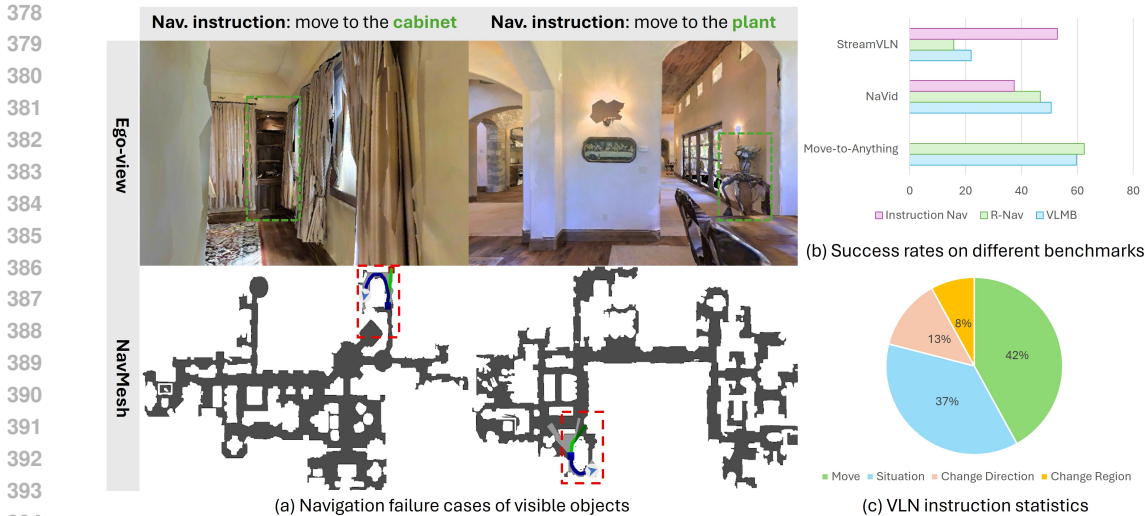 378
379
380
381
382
383
384
385
386
387
388
389
390
391
392
393
Nav. instruction: move to the cabinet
Nav. instruction: move to the plant
Ego-view
NavMesh
(a) Navigation failure cases of visible objects
StreamVLN
NaVid
Move-to-Anything
0 20 40 60 80
Instruction Nav R-Nav VLMB
(b) Success rates on different benchmarks
8%
13%
42%
37%
Move Situation Change Direction Change Region
(c) VLN instruction statistics